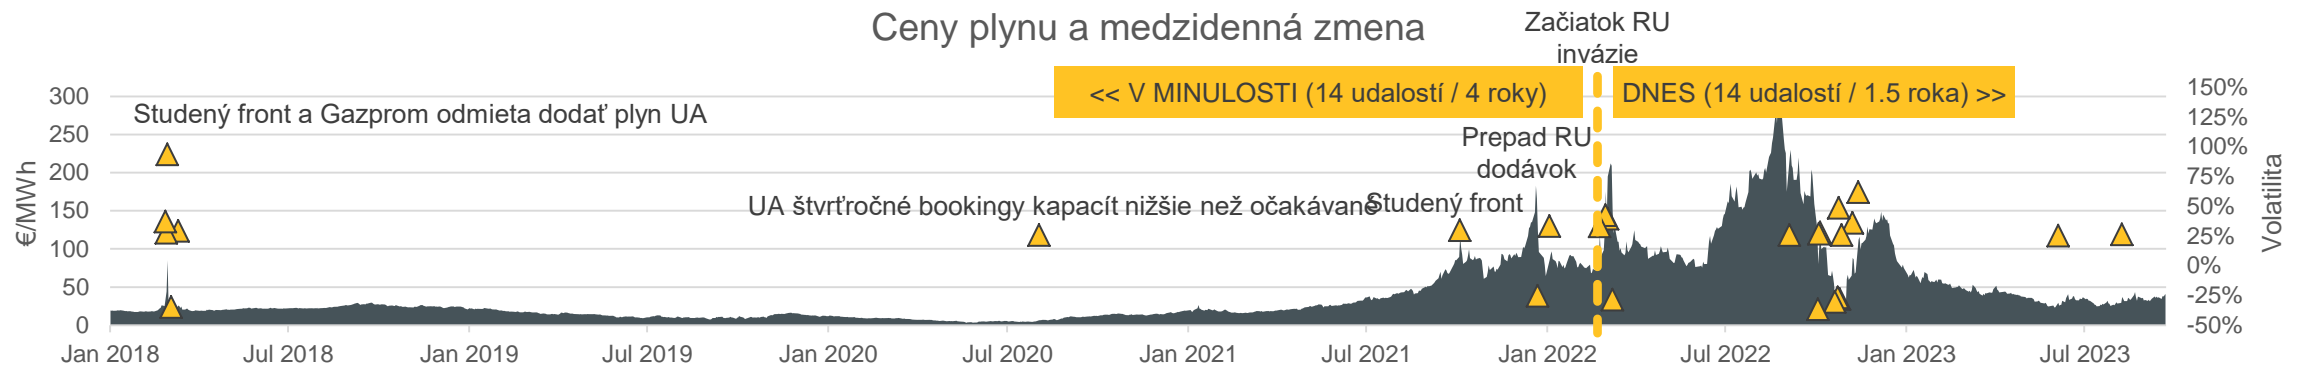 Ceny plynu a medzidenná zmena
Začiatok RU
invázie
<< V MINULOSTI (14 udalostí / 4 roky)
DNES (14 udalostí / 1.5 roka) >>
Studený front a Gazprom odmieta dodať plyn UA
Prepad RU
dodávok
UA štvrťročné bookingy kapacít nižšie než očakávané
Studený front
€/MWh
300
250
200
150
100
50
0
150%
125%
100%
75%
50%
25%
0%
-25%
-50%
Volatilita
Jan 2018
Jul 2018
Jan 2019
Jul 2019
Jan 2020
Jul 2020
Jan 2021
Jul 2021
Jan 2022
Jul 2022
Jan 2023
Jul 2023